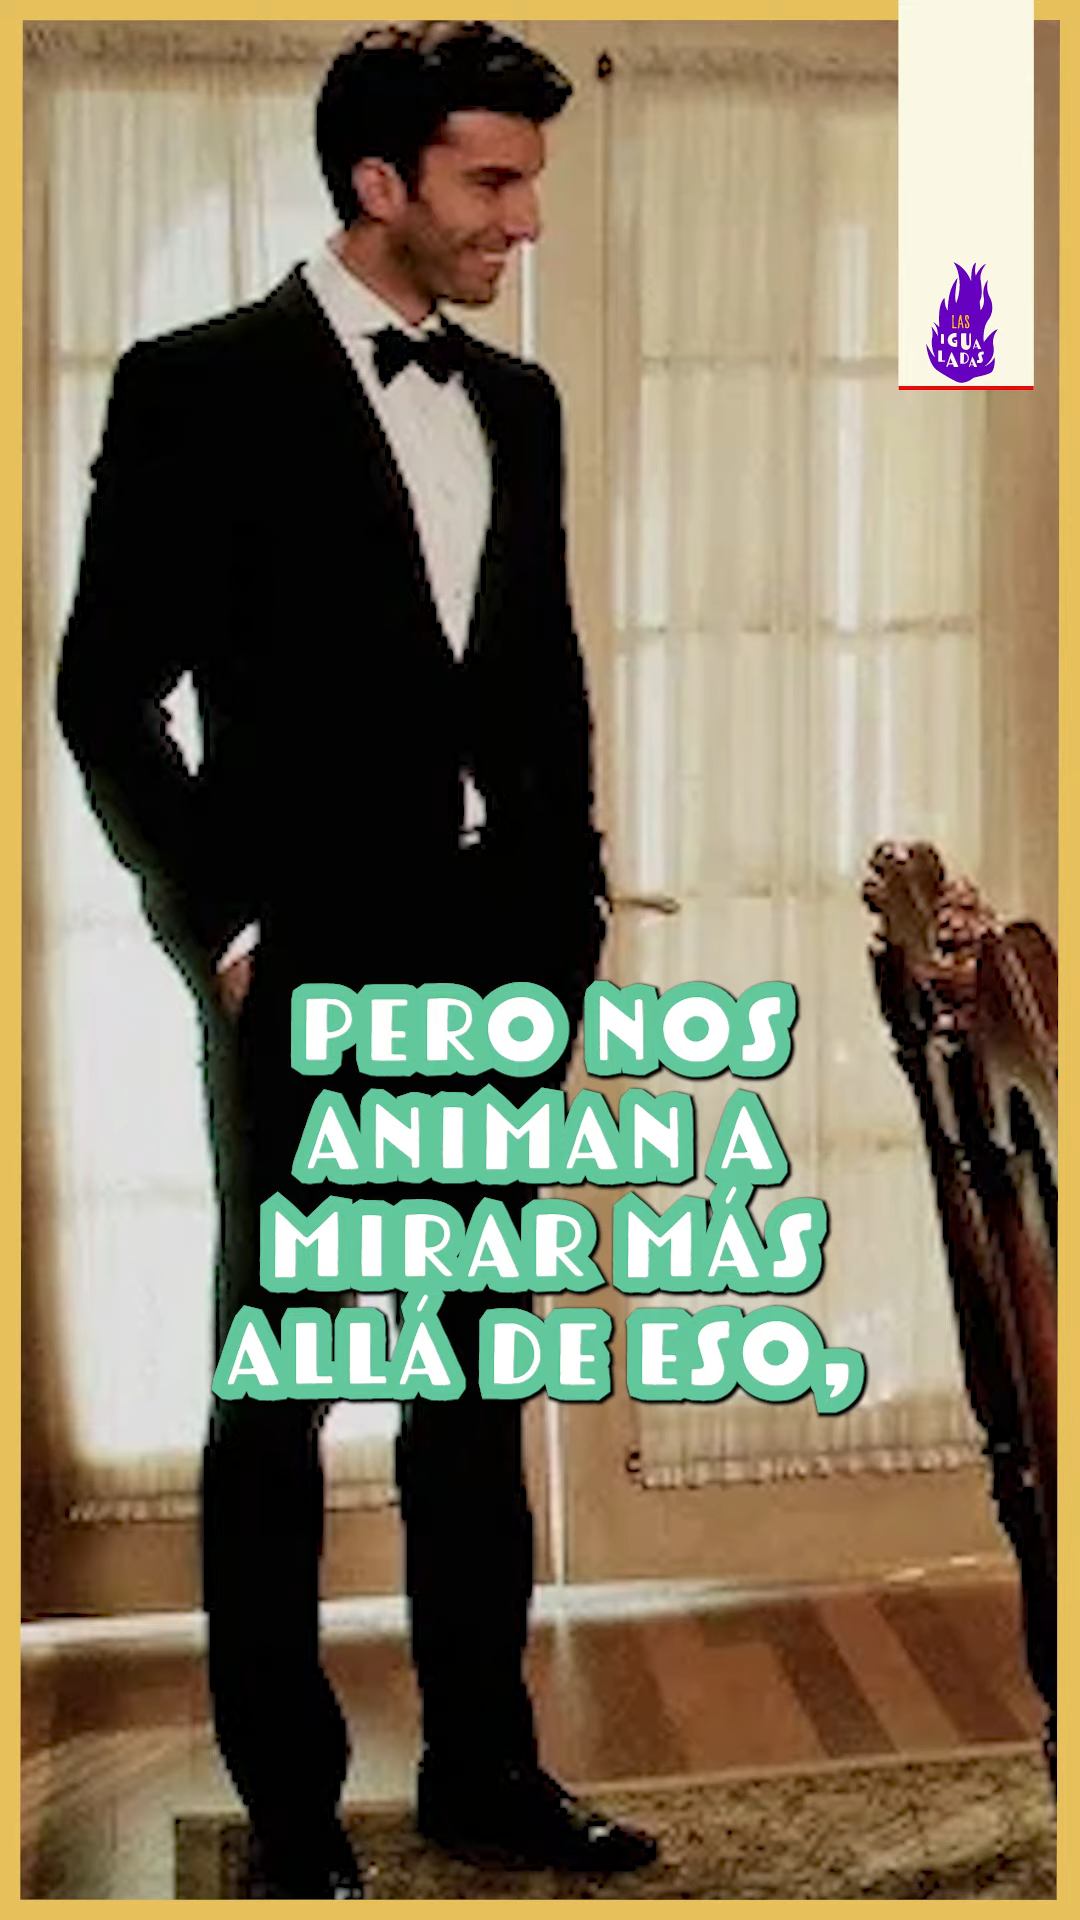 LAS
IGUA
LADAS
PERO NOS
ANIMAN A
MIRAR MÁS
ALLÁ DE ESO,